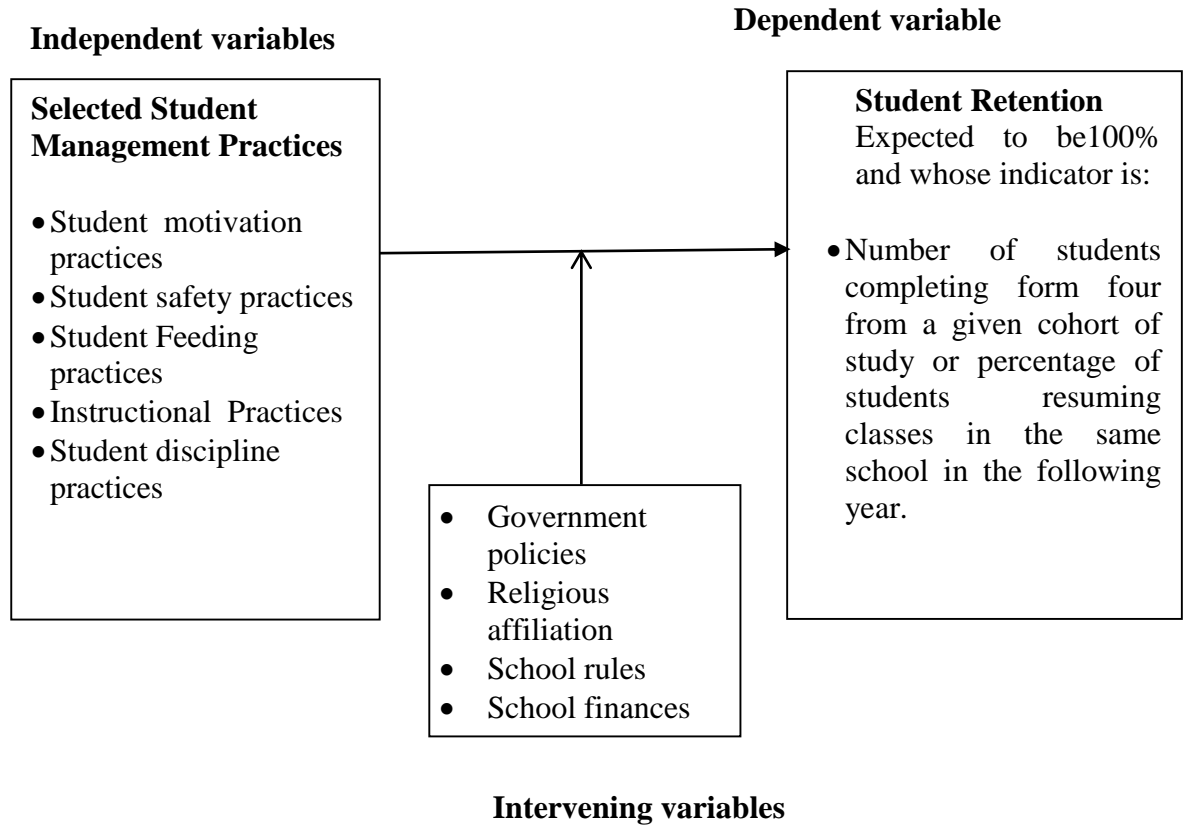 Independent variables
Dependent variable
Selected Student
Management Practices
• Student motivation
practices
• Student safety practices
• Student Feeding
practices
• Instructional Practices
• Student discipline
practices
Student Retention
Expected to be100%
and whose indicator is:
• Number of students
completing form four
from a given cohort of
study or percentage of
students resuming
classes in the same
school in the following
year.
• Government
policies
• Religious
affiliation
• School rules
• School finances
Intervening variables